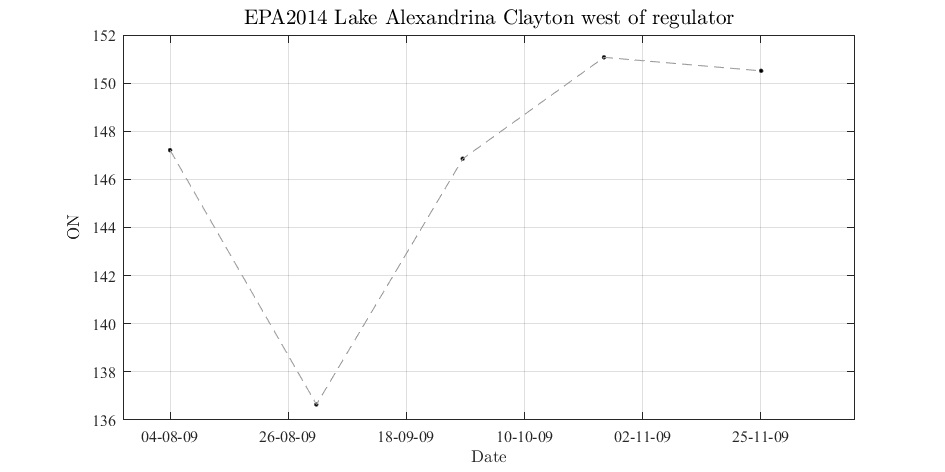 EPA2014 Lake Alexandrina Clayton west of regulator
152
150
148
146
144
142
140
138
136
ON
04-08-09 26-08-09 18-09-09 10-10-09 02-11-09 25-11-09
Date